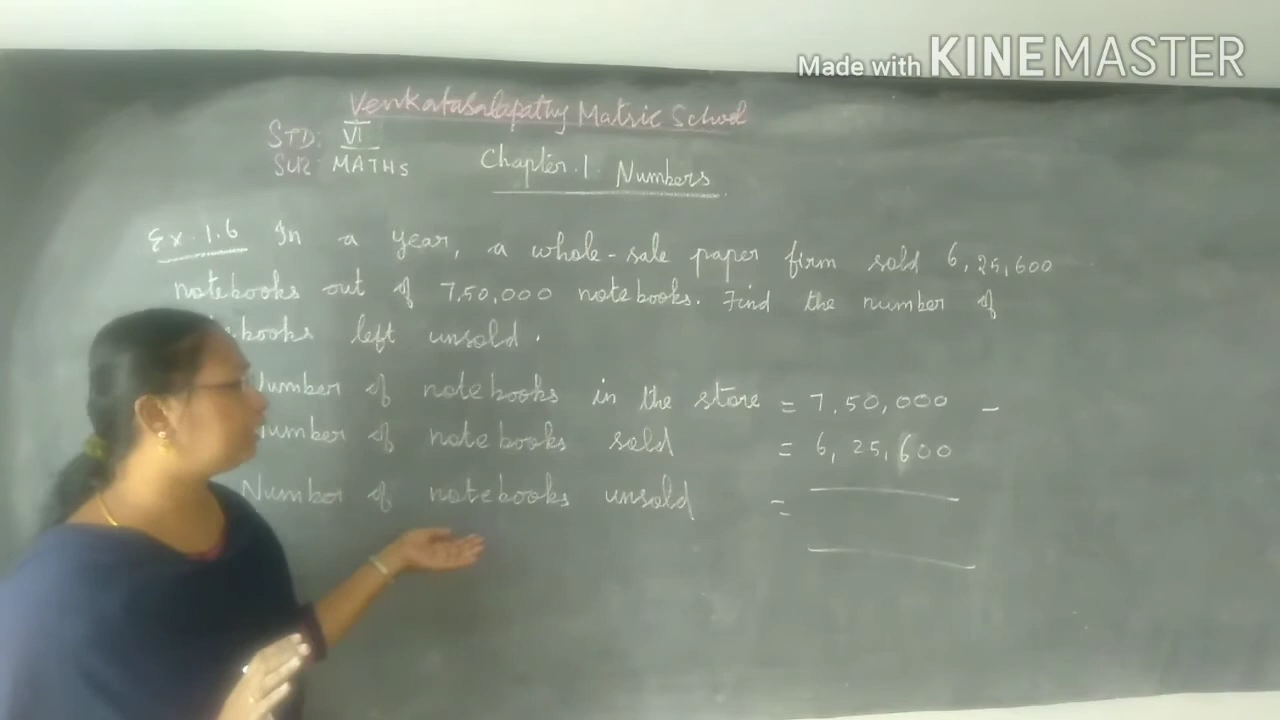 Made with KINEMASTER
Venkatasalapathy Matric School
STD: VI
SUB: MATHS
Chapter.1. Numbers
Ex.1.6 In a year, a whole-sale paper firm sold 6,25,600
notebooks out of 7,50,000 notebooks. Find the number of
left unsold.
Number of notebooks in the store = 7,50,000 -
Number of notebooks sold = 6,25,600
Number of notebooks unsold =